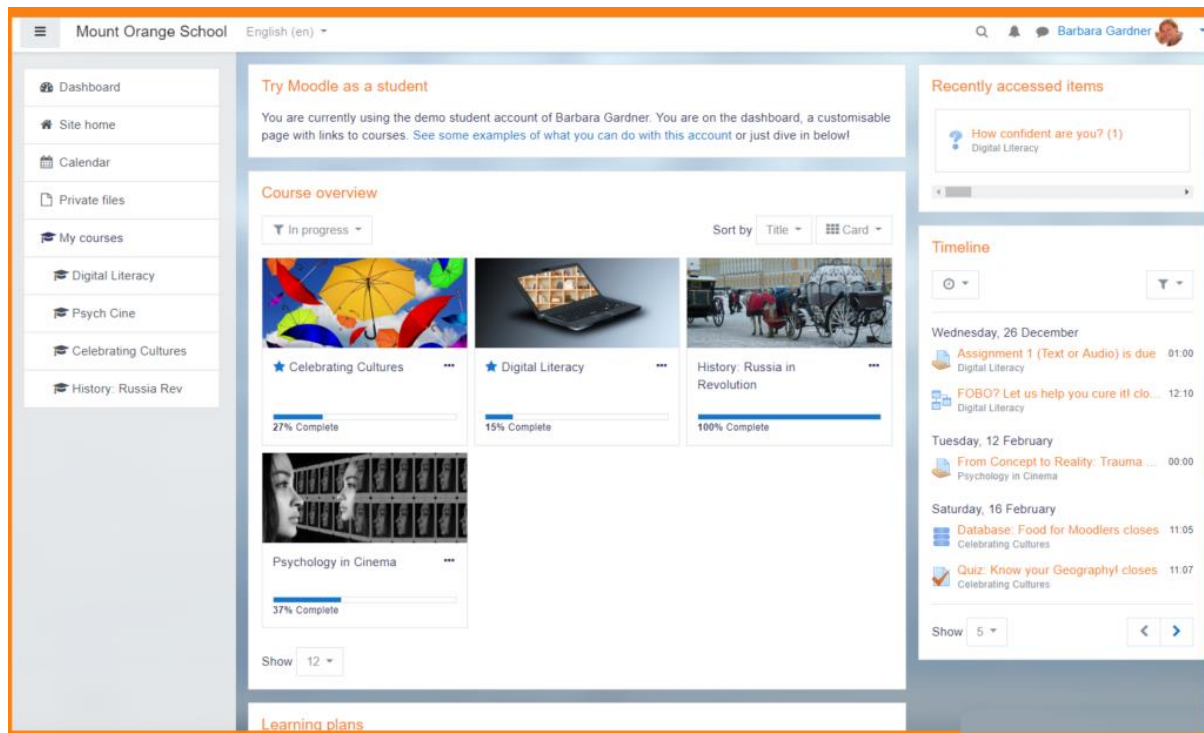 Mount Orange School
English (en)
Barbara Gardner
Dashboard
Site home
Calendar
Private files
My courses
Digital Literacy
Psych Cine
Celebrating Cultures
History: Russia Rev
Try Moodle as a student
You are currently using the demo student account of Barbara Gardner. You are on the dashboard, a customisable
page with links to courses. See some examples of what you can do with this account or just dive in below!
Course overview
In progress
Sort by Title Card
Celebrating Cultures
27% Complete
Digital Literacy
15% Complete
History: Russia in
Revolution
100% Complete
Psychology in Cinema
37% Complete
Show 12
Learning plans
Recently accessed items
How confident are you? (1)
Digital Literacy
Timeline
Wednesday, 26 December
Assignment 1 (Text or Audio) is due 01:00
Digital Literacy
FOBO? Let us help you cure it! clo... 12:10
Digital Literacy
Tuesday, 12 February
From Concept to Reality: Trauma ... 00:00
Psychology in Cinema
Saturday, 16 February
Database: Food for Moodlers closes 11:05
Celebrating Cultures
Quiz: Know your Geography! closes 11:07
Celebrating Cultures
Show 5